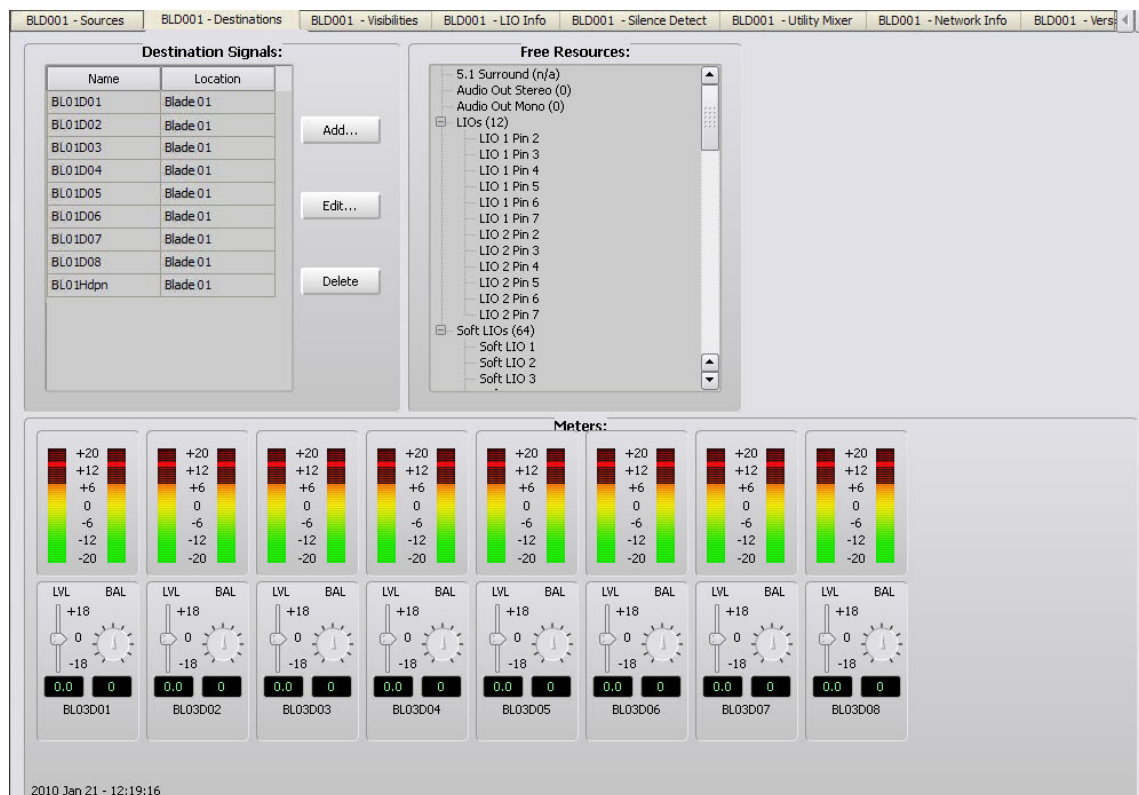 BLD001 - Sources BLD001 - Destinations BLD001 - Visibilities BLD001 - LIO Info BLD001 - Silence Detect BLD001 - Utility Mixer BLD001 - Network Info BLD001 - Vers
Destination Signals:
Name Location
BL01D01 Blade 01
BL01D02 Blade 01
BL01D03 Blade 01
BL01D04 Blade 01
BL01D05 Blade 01
BL01D06 Blade 01
BL01D07 Blade 01
BL01D08 Blade 01
BL01Hdpn Blade 01
Add...
Edit...
Delete
Free Resources:
5.1 Surround (n/a)
Audio Out Stereo (0)
Audio Out Mono (0)
LIOs (12)
LIO 1 Pin 2
LIO 1 Pin 3
LIO 1 Pin 4
LIO 1 Pin 5
LIO 1 Pin 6
LIO 1 Pin 7
LIO 2 Pin 2
LIO 2 Pin 3
LIO 2 Pin 4
LIO 2 Pin 5
LIO 2 Pin 6
LIO 2 Pin 7
Soft LIOs (64)
Soft LIO 1
Soft LIO 2
Soft LIO 3
Meters:
+20 +20 +20 +20 +20 +20 +20 +20
+12 +12 +12 +12 +12 +12 +12 +12
+6 +6 +6 +6 +6 +6 +6 +6
0 0 0 0 0 0 0 0
-6 -6 -6 -6 -6 -6 -6 -6
-12 -12 -12 -12 -12 -12 -12 -12
-20 -20 -20 -20 -20 -20 -20 -20
LVL BAL LVL BAL LVL BAL LVL BAL LVL BAL LVL BAL LVL BAL LVL BAL
+18 +18 +18 +18 +18 +18 +18 +18
0 0 0 0 0 0 0 0
-18 -18 -18 -18 -18 -18 -18 -18
0.0 0 0.0 0 0.0 0 0.0 0 0.0 0 0.0 0 0.0 0 0.0 0
BL03D01 BL03D02 BL03D03 BL03D04 BL03D05 BL03D06 BL03D07 BL03D08
2010 Jan 21 - 12:19:16